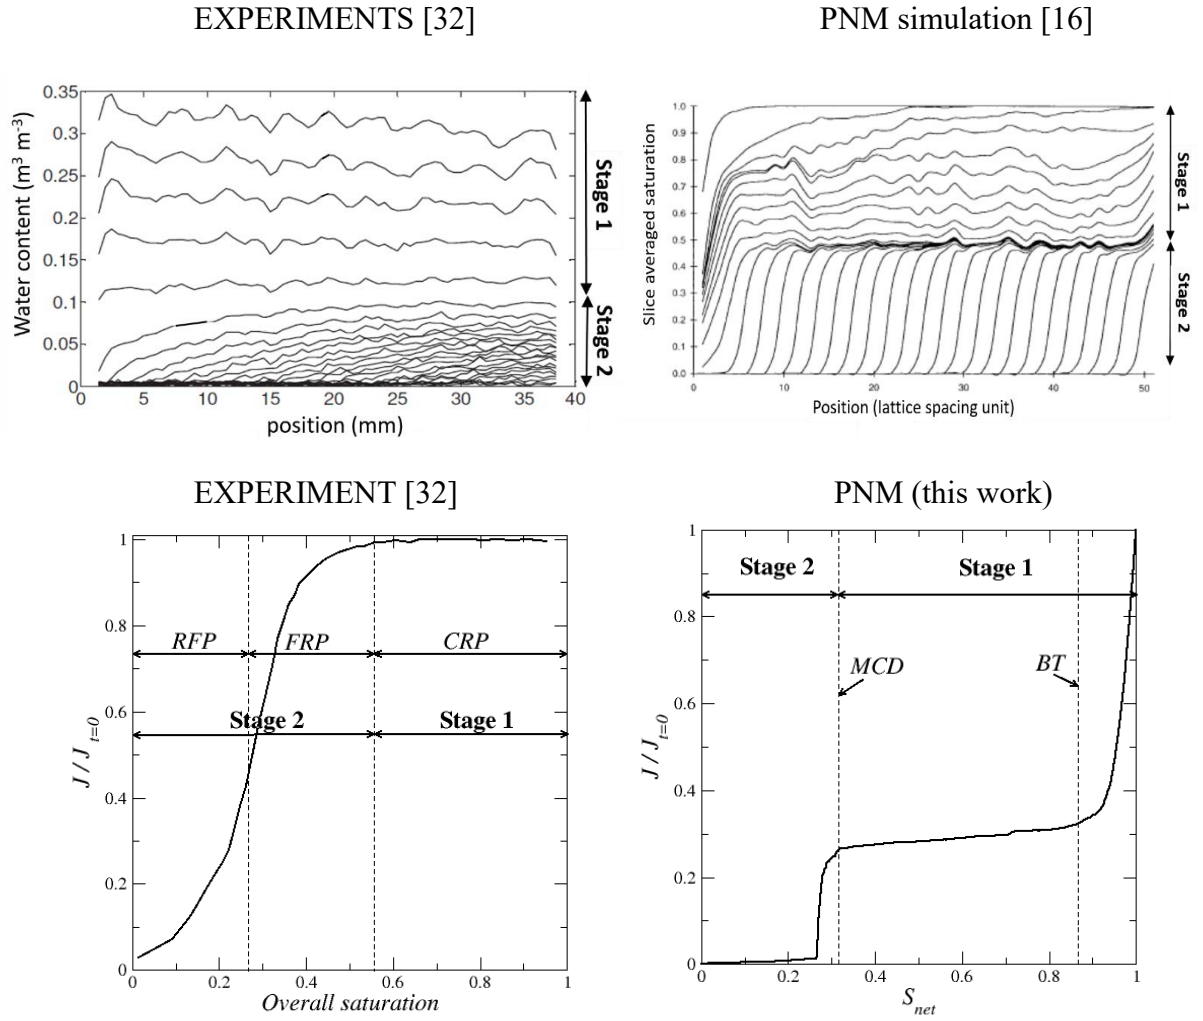 EXPERIMENTS [32]
PNM simulation [16]
Water content (m³ m⁻³)
0.35
0.3
0.25
0.2
0.15
0.1
0.05
0
0 5 10 15 20 25 30 35 40
position (mm)
Stage 1
Stage 2
Slice averaged saturation
1.0
0.9
0.8
0.7
0.6
0.5
0.4
0.3
0.2
0.1
0.0
0 10 20 30 40 50
Position (lattice spacing unit)
Stage 1
Stage 2
EXPERIMENT [32]
PNM (this work)
J / J t=0
1
0.8
0.6
0.4
0.2
0
RFP FRP CRP
Stage 2 Stage 1
0 0.2 0.4 0.6 0.8 1
Overall saturation
J / J t=0
1
0.8
0.6
0.4
0.2
0
Stage 2 Stage 1
MCD BT
0 0.2 0.4 0.6 0.8 1
S net